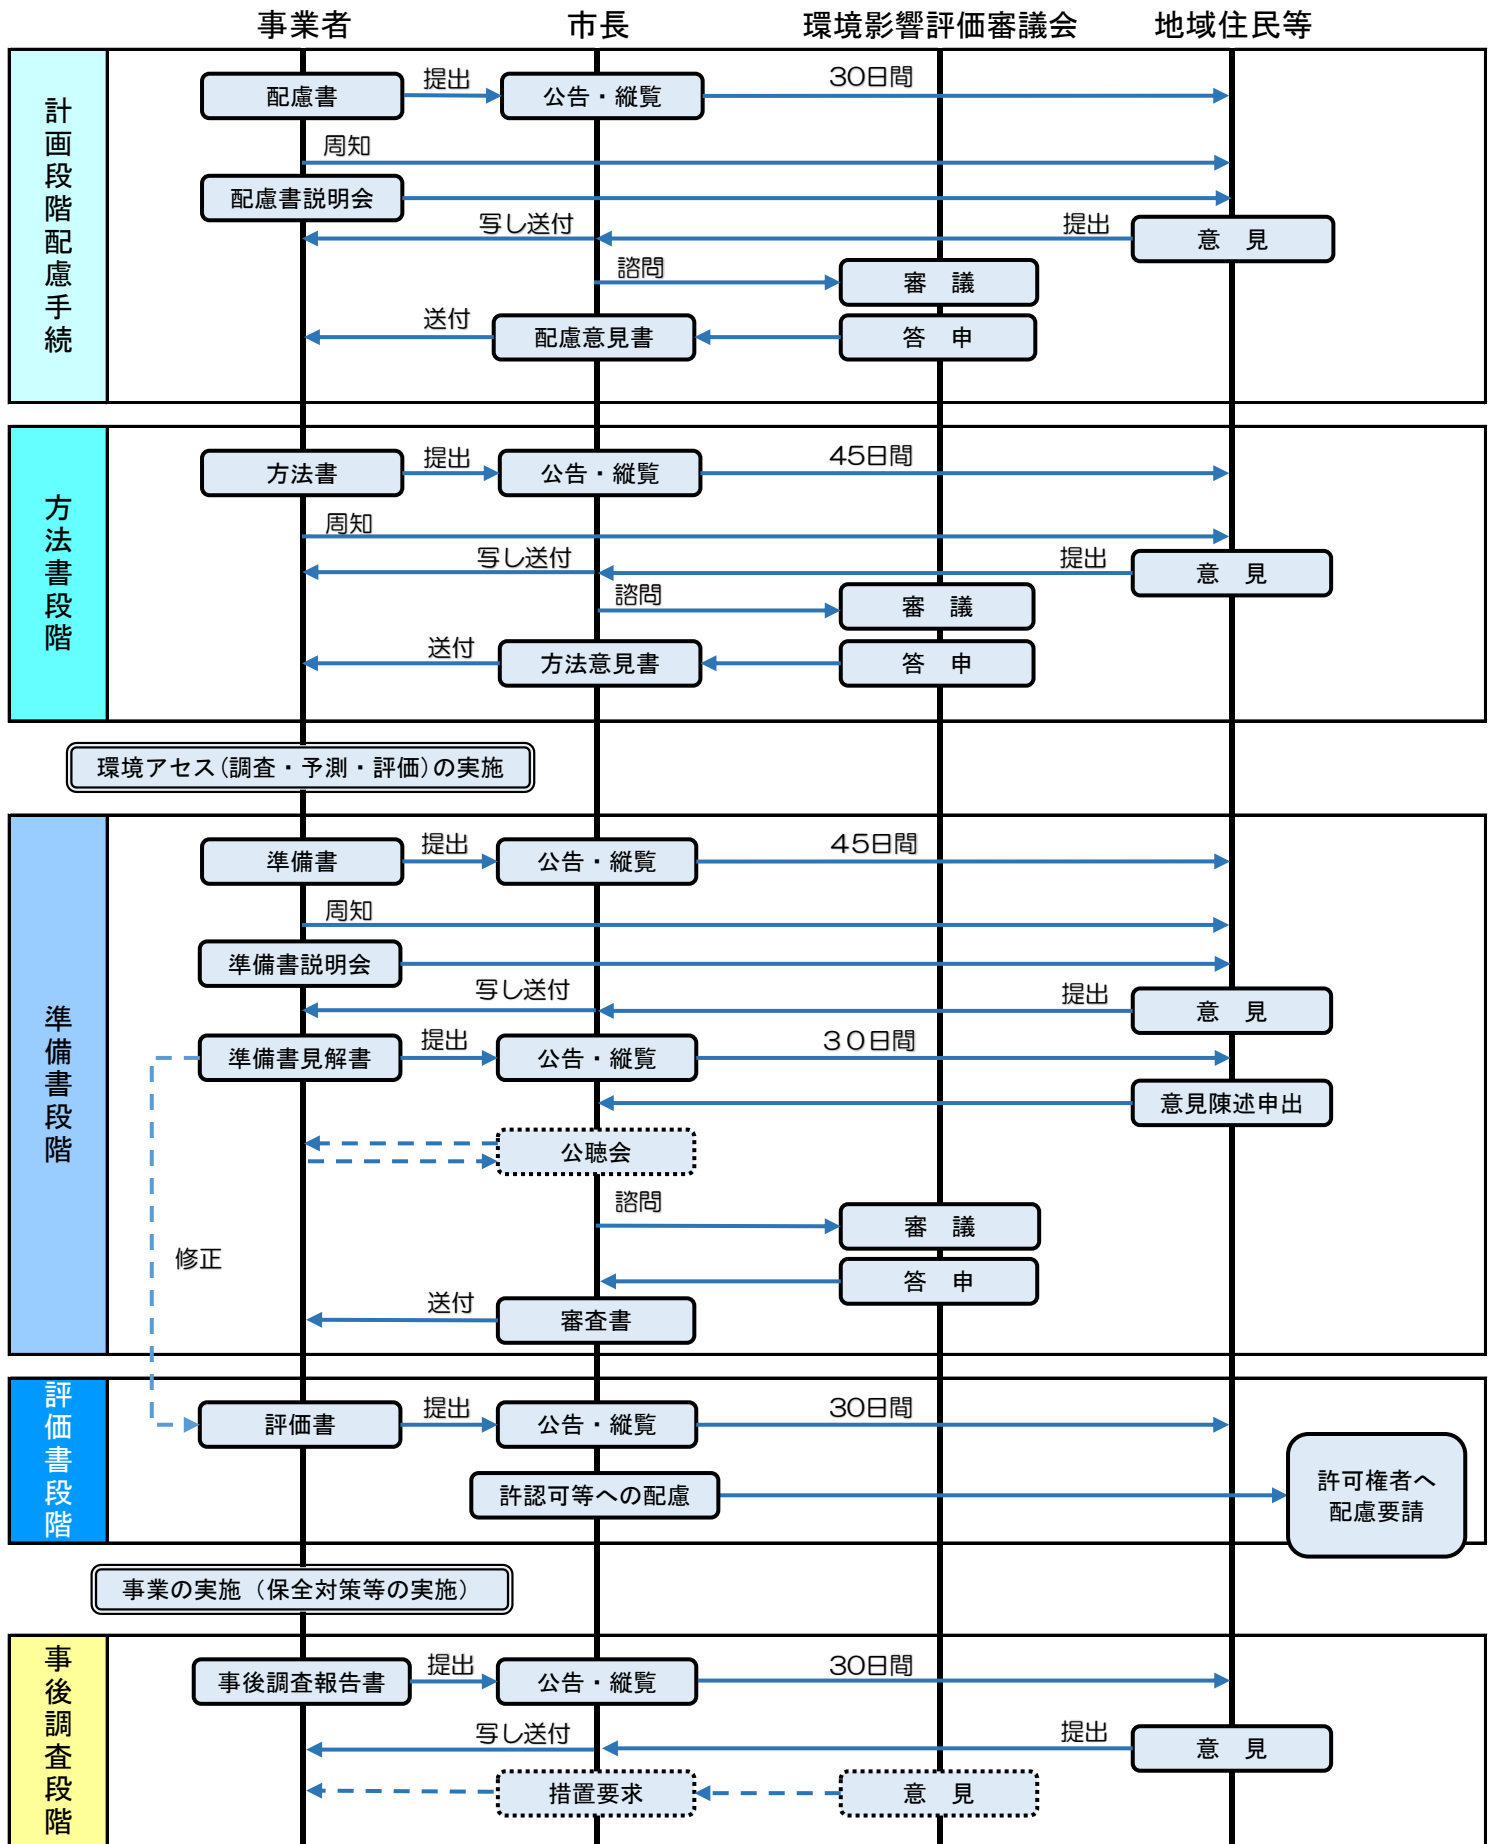 事業者
市長
環境影響評価審議会
地域住民等
計画段階配慮手続
配慮書
提出
公告・縦覧
30日間
周知
配慮書説明会
写し送付
提出
意　見
諮問
審　議
送付
配慮意見書
答　申
方法書段階
方法書
提出
公告・縦覧
45日間
周知
写し送付
提出
意　見
諮問
審　議
送付
方法意見書
答　申
環境アセス(調査・予測・評価)の実施
準備書段階
準備書
提出
公告・縦覧
45日間
周知
準備書説明会
写し送付
提出
意　見
準備書見解書
提出
公告・縦覧
３０日間
意見陳述申出
公聴会
諮問
審　議
修正
答　申
送付
審査書
評価書段階
評価書
提出
公告・縦覧
30日間
許認可等への配慮
許可権者へ
配慮要請
事業の実施（保全対策等の実施）
事後調査段階
事後調査報告書
提出
公告・縦覧
30日間
写し送付
提出
意　見
措置要求
意　見